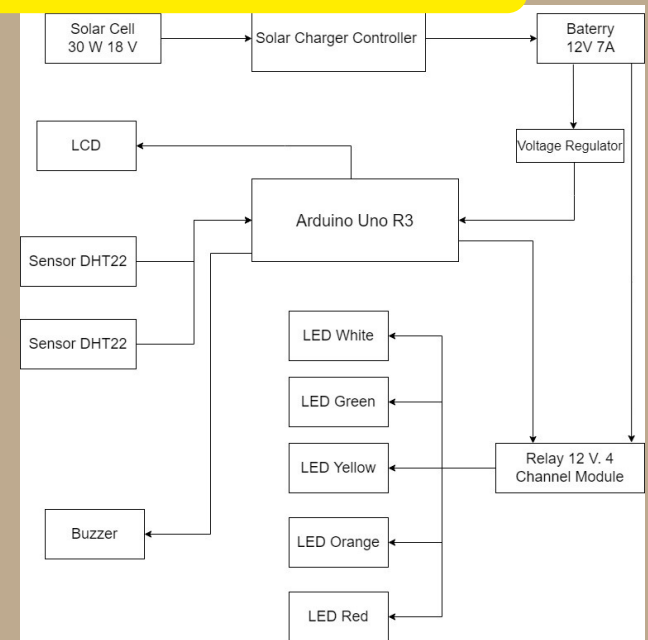 Solar Cell
30 W 18 V
Solar Charger Controller
Baterry
12V 7A
LCD
Voltage Regulator
Arduino Uno R3
Sensor DHT22
Sensor DHT22
LED White
LED Green
LED Yellow
Relay 12 V. 4
Channel Module
Buzzer
LED Orange
LED Red